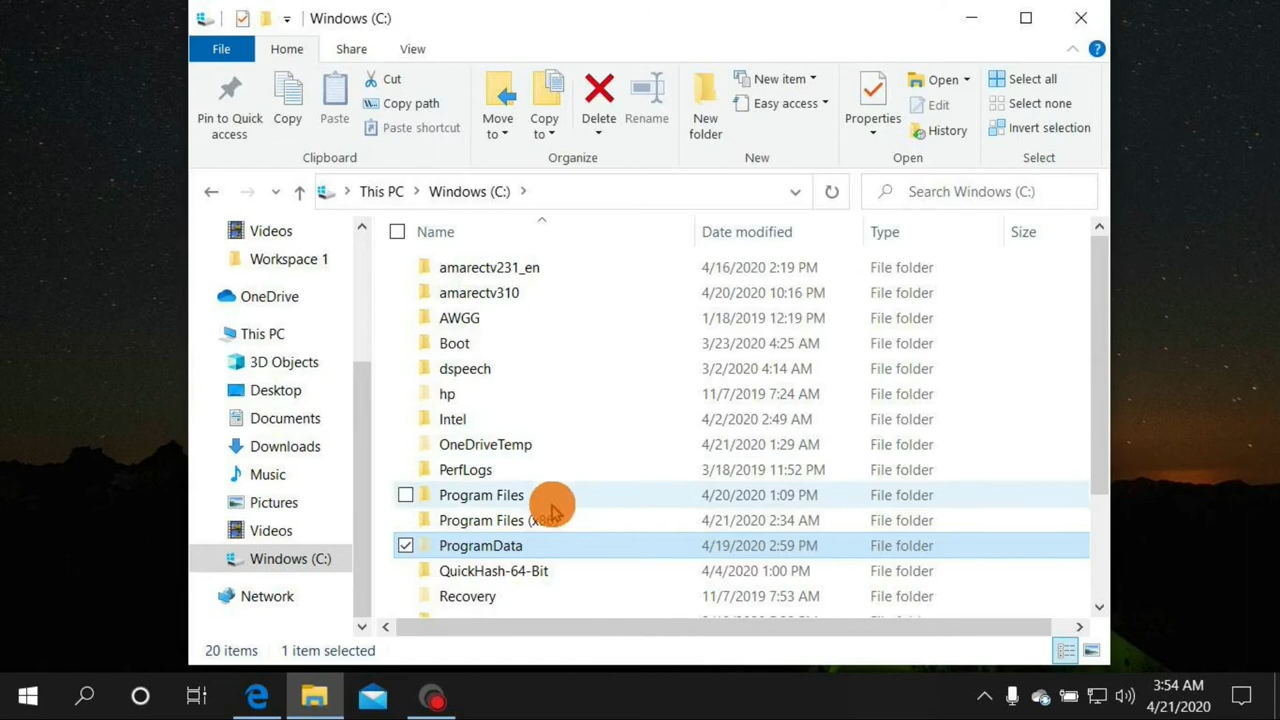 Windows (C:)
File Home Share View
Pin to Quick access
Copy
Paste
Cut
Copy path
Paste shortcut
Clipboard
Move to
Copy to
Delete
Rename
Organize
New folder
New item
Easy access
New
Properties
Open
Edit
History
Open
Select all
Select none
Invert selection
Select
This PC Windows (C:)
Search Windows (C:)
Videos
Workspace 1
OneDrive
This PC
3D Objects
Desktop
Documents
Downloads
Music
Pictures
Videos
Windows (C:)
Network
Name Date modified Type Size
amarectv231_en 4/16/2020 2:19 PM File folder
amarectv310 4/20/2020 10:16 PM File folder
AWGG 1/18/2019 12:19 PM File folder
Boot 3/23/2020 4:25 AM File folder
dspeech 3/2/2020 4:14 AM File folder
hp 11/7/2019 7:24 AM File folder
Intel 4/2/2020 2:49 AM File folder
OneDriveTemp 4/21/2020 1:29 AM File folder
PerfLogs 3/18/2019 11:52 PM File folder
Program Files 4/20/2020 1:09 PM File folder
Program Files (x86) 4/21/2020 2:34 AM File folder
ProgramData 4/19/2020 2:59 PM File folder
QuickHash-64-Bit 4/4/2020 1:00 PM File folder
Recovery 11/7/2019 7:53 AM File folder
20 items 1 item selected
3:54 AM
4/21/2020